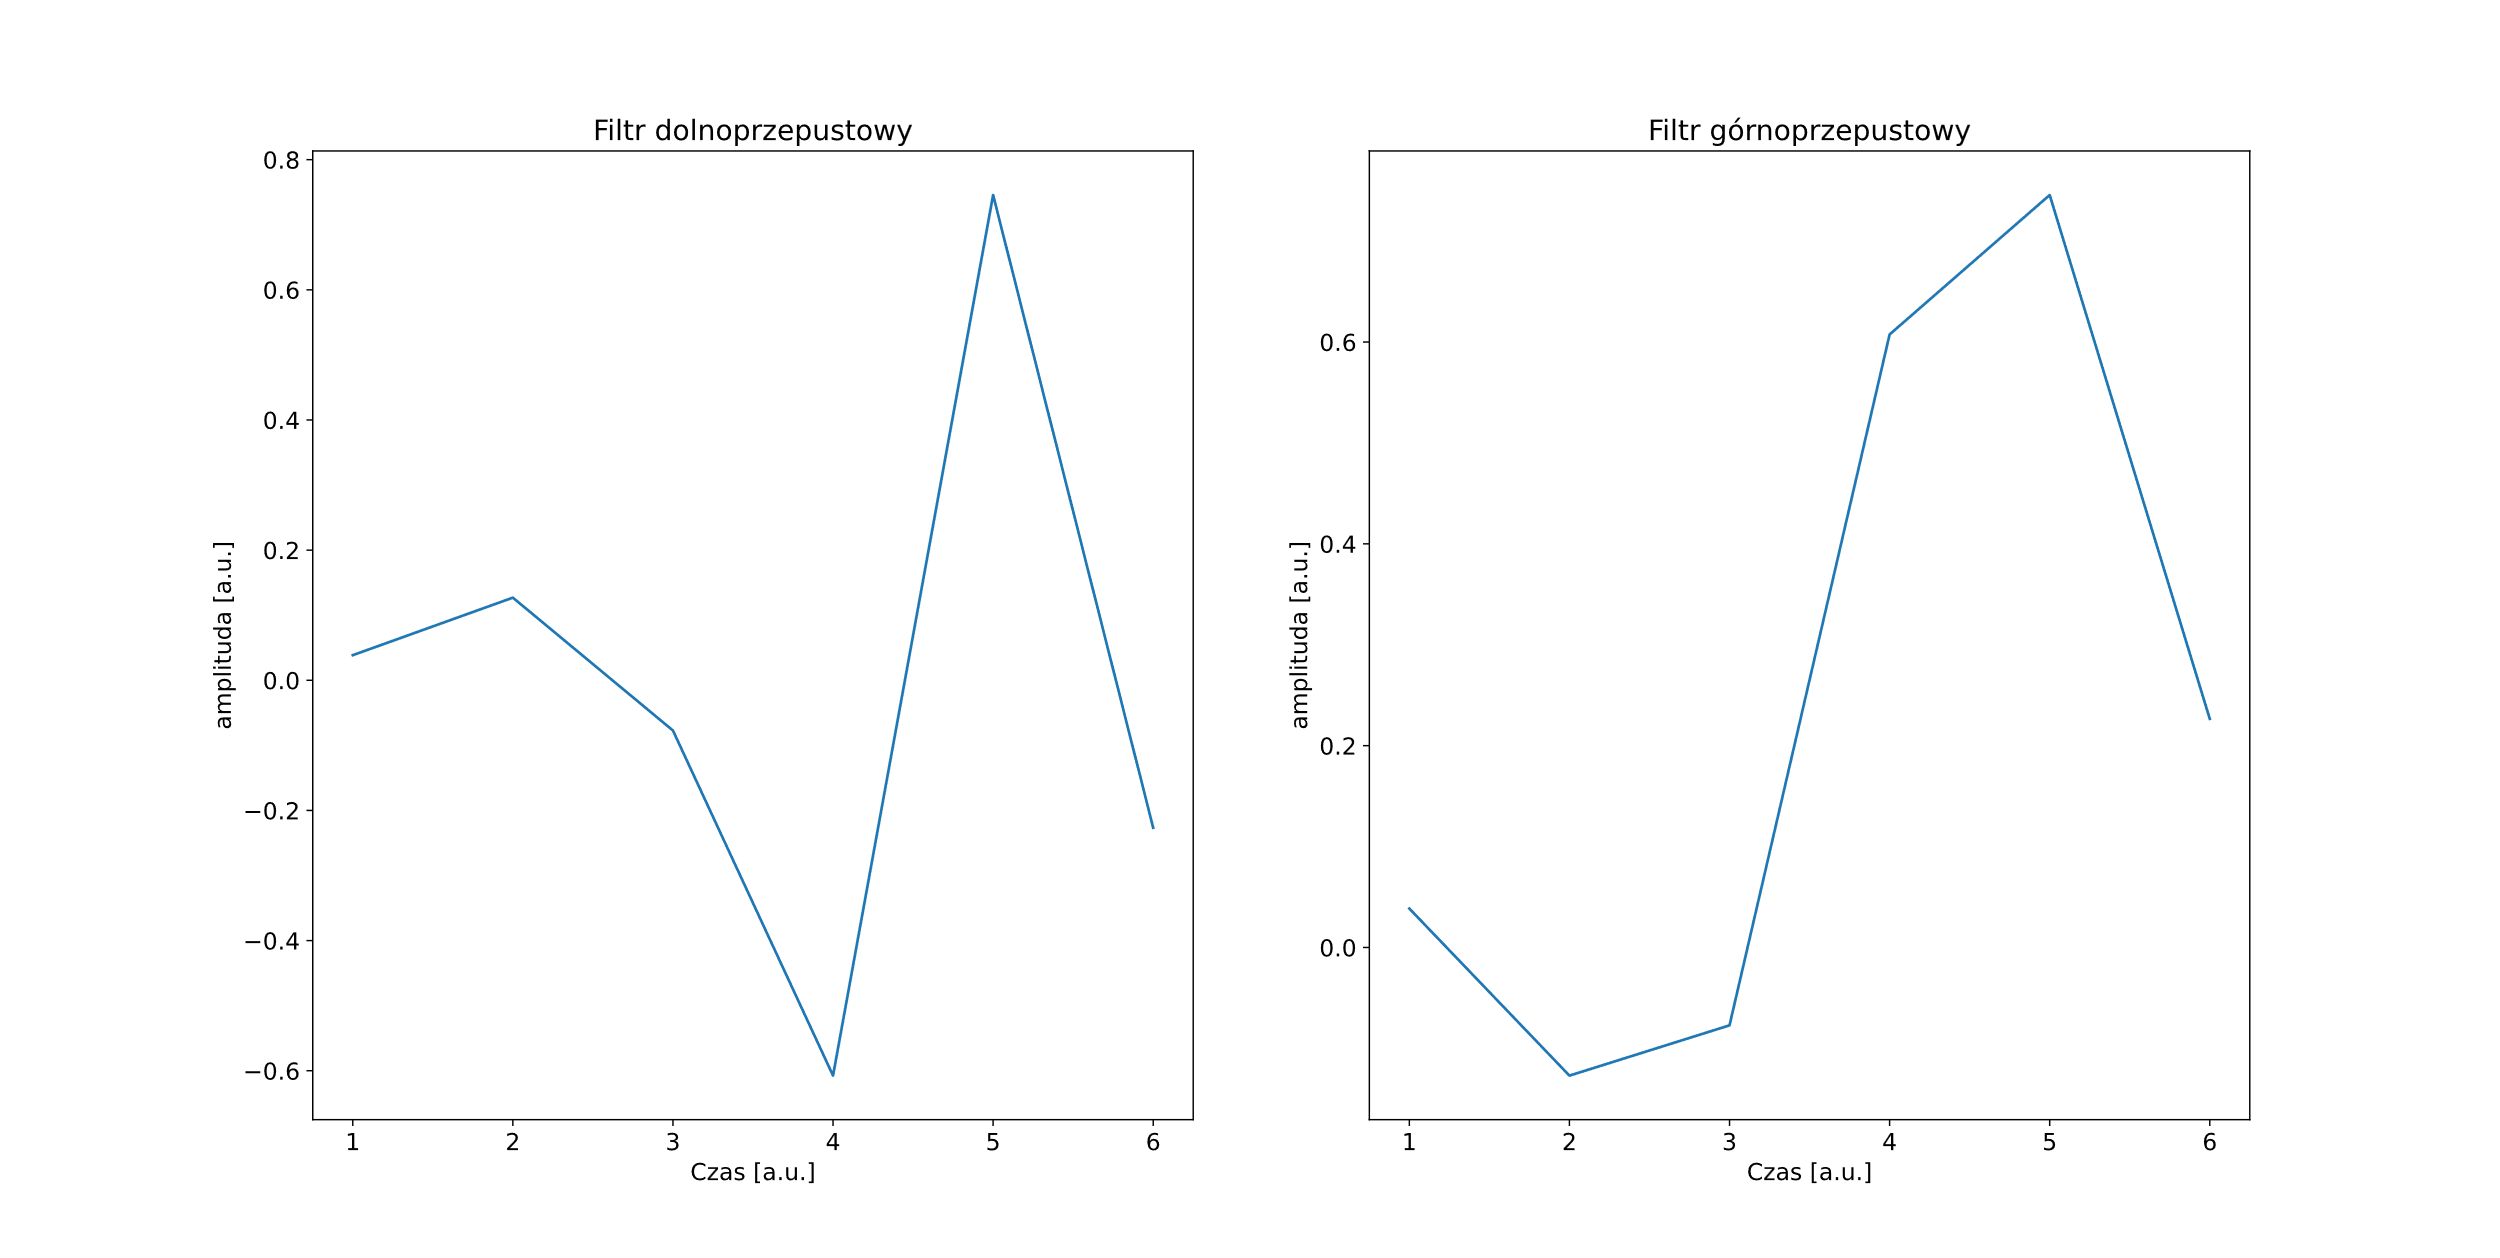 Filtr dolnoprzepustowy
0.8
0.6
0.4
0.2
0.0
−0.2
−0.4
−0.6
amplituda [a.u.]
1 2 3 4 5 6
Czas [a.u.]
Filtr górnoprzepustowy
0.6
0.4
0.2
0.0
amplituda [a.u.]
1 2 3 4 5 6
Czas [a.u.]